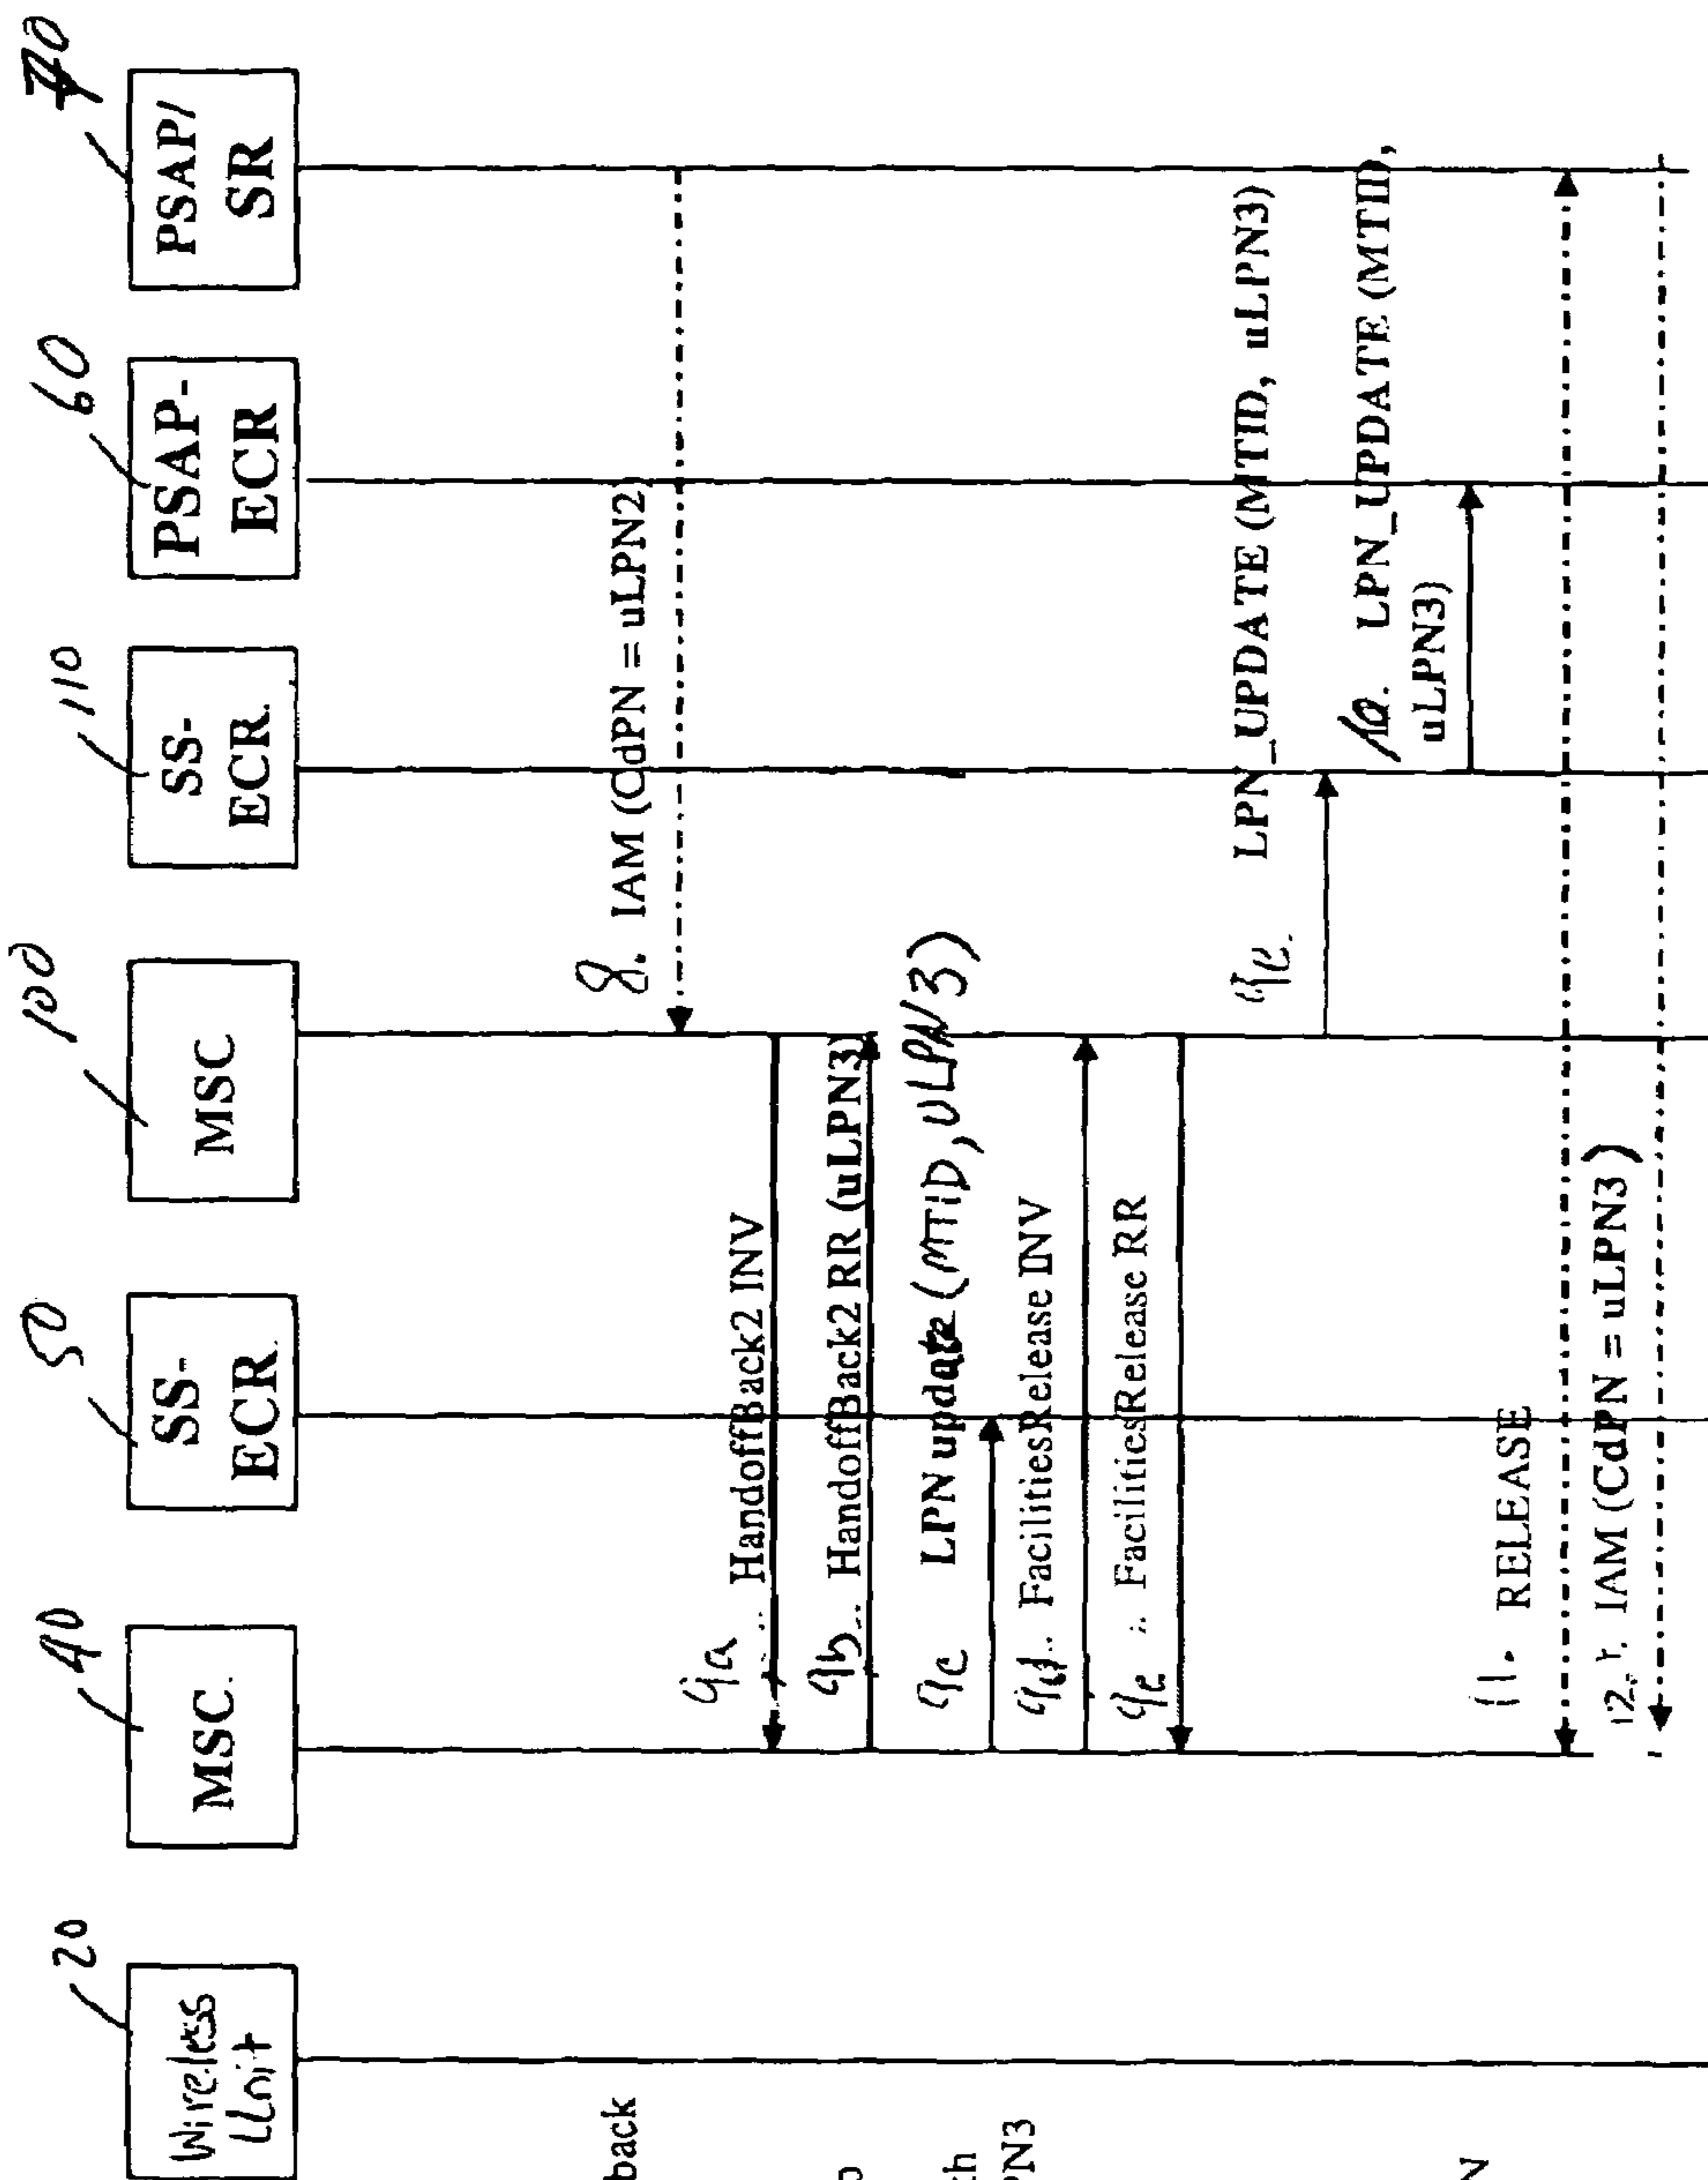 20
40
50
100
110
60
70
Wireless
Unit
MSC.
SS-
ECR.
MSC
SS-
ECR.
PSAP-
ECR
PSAP/
SR
back
8. IAM (CdPN = uLPN2)
9a .. HandoffBack2 INV
9b... HandoffBack2 RR (uLPN3)
9c LPN update (MTID, uLPN3)
th
PN3
9d.. FacilitiesRelease INV
9e .. FacilitiesRelease RR
9e. LPN_UPDATE (MTID, uLPN3)
10. LPN_UPDATE (MTID,
uLPN3)
N
11. RELEASE
12. IAM (CdPN = uLPN3)